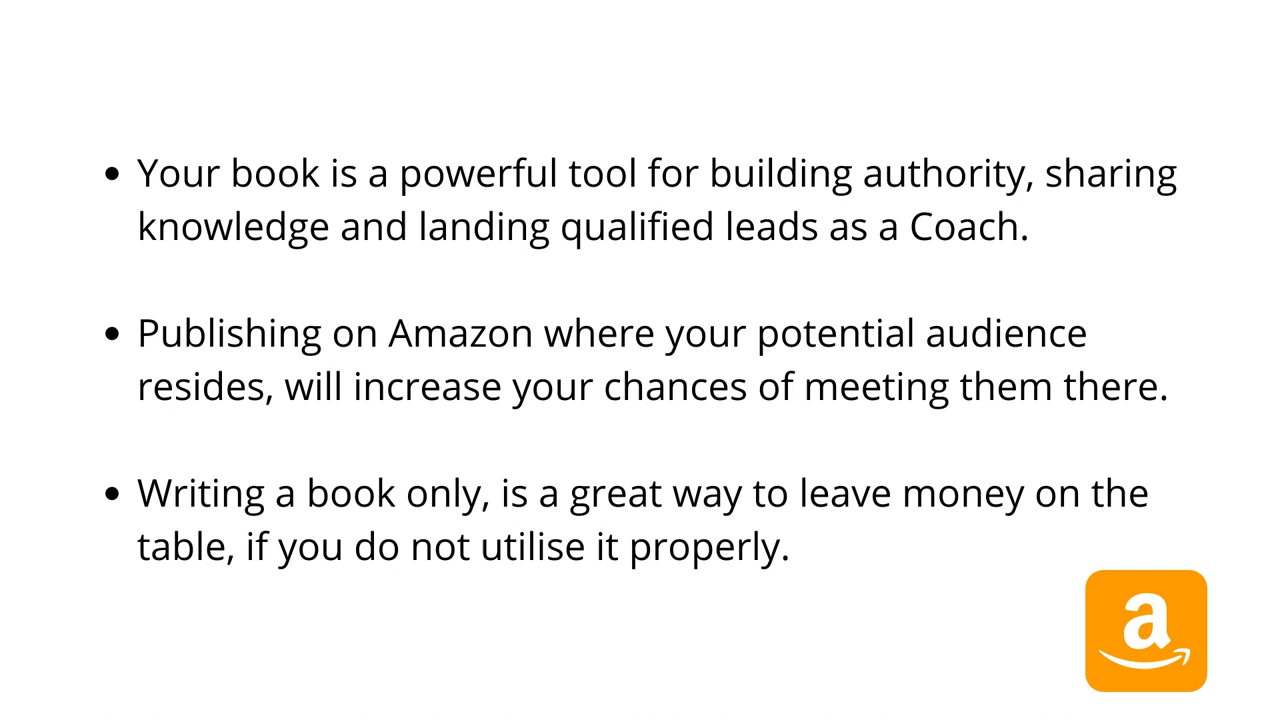 • Your book is a powerful tool for building authority, sharing
knowledge and landing qualified leads as a Coach.
• Publishing on Amazon where your potential audience
resides, will increase your chances of meeting them there.
• Writing a book only, is a great way to leave money on the
table, if you do not utilise it properly.
a